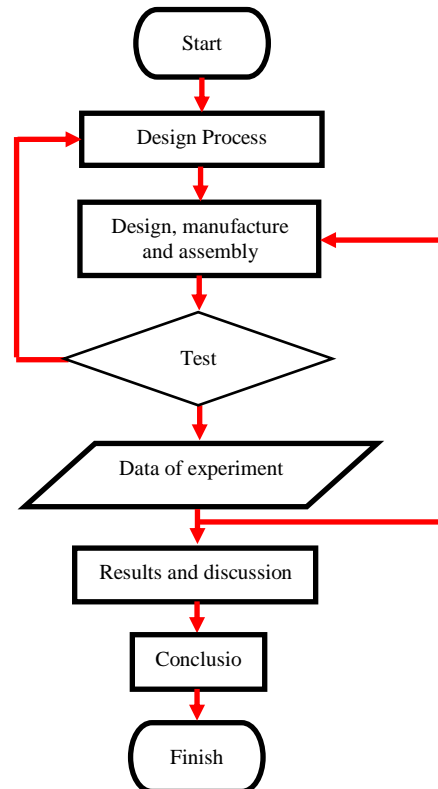 Start
Design Process
Design, manufacture
and assembly
Test
Data of experiment
Results and discussion
Conclusio
Finish